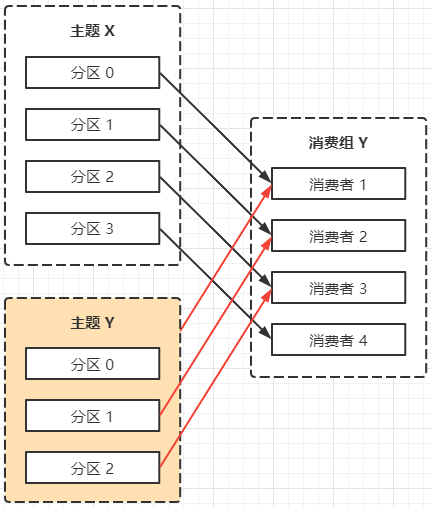 主题 X
分区 0
分区 1
分区 2
分区 3
消费组 Y
消费者 1
消费者 2
消费者 3
消费者 4
主题 Y
分区 0
分区 1
分区 2